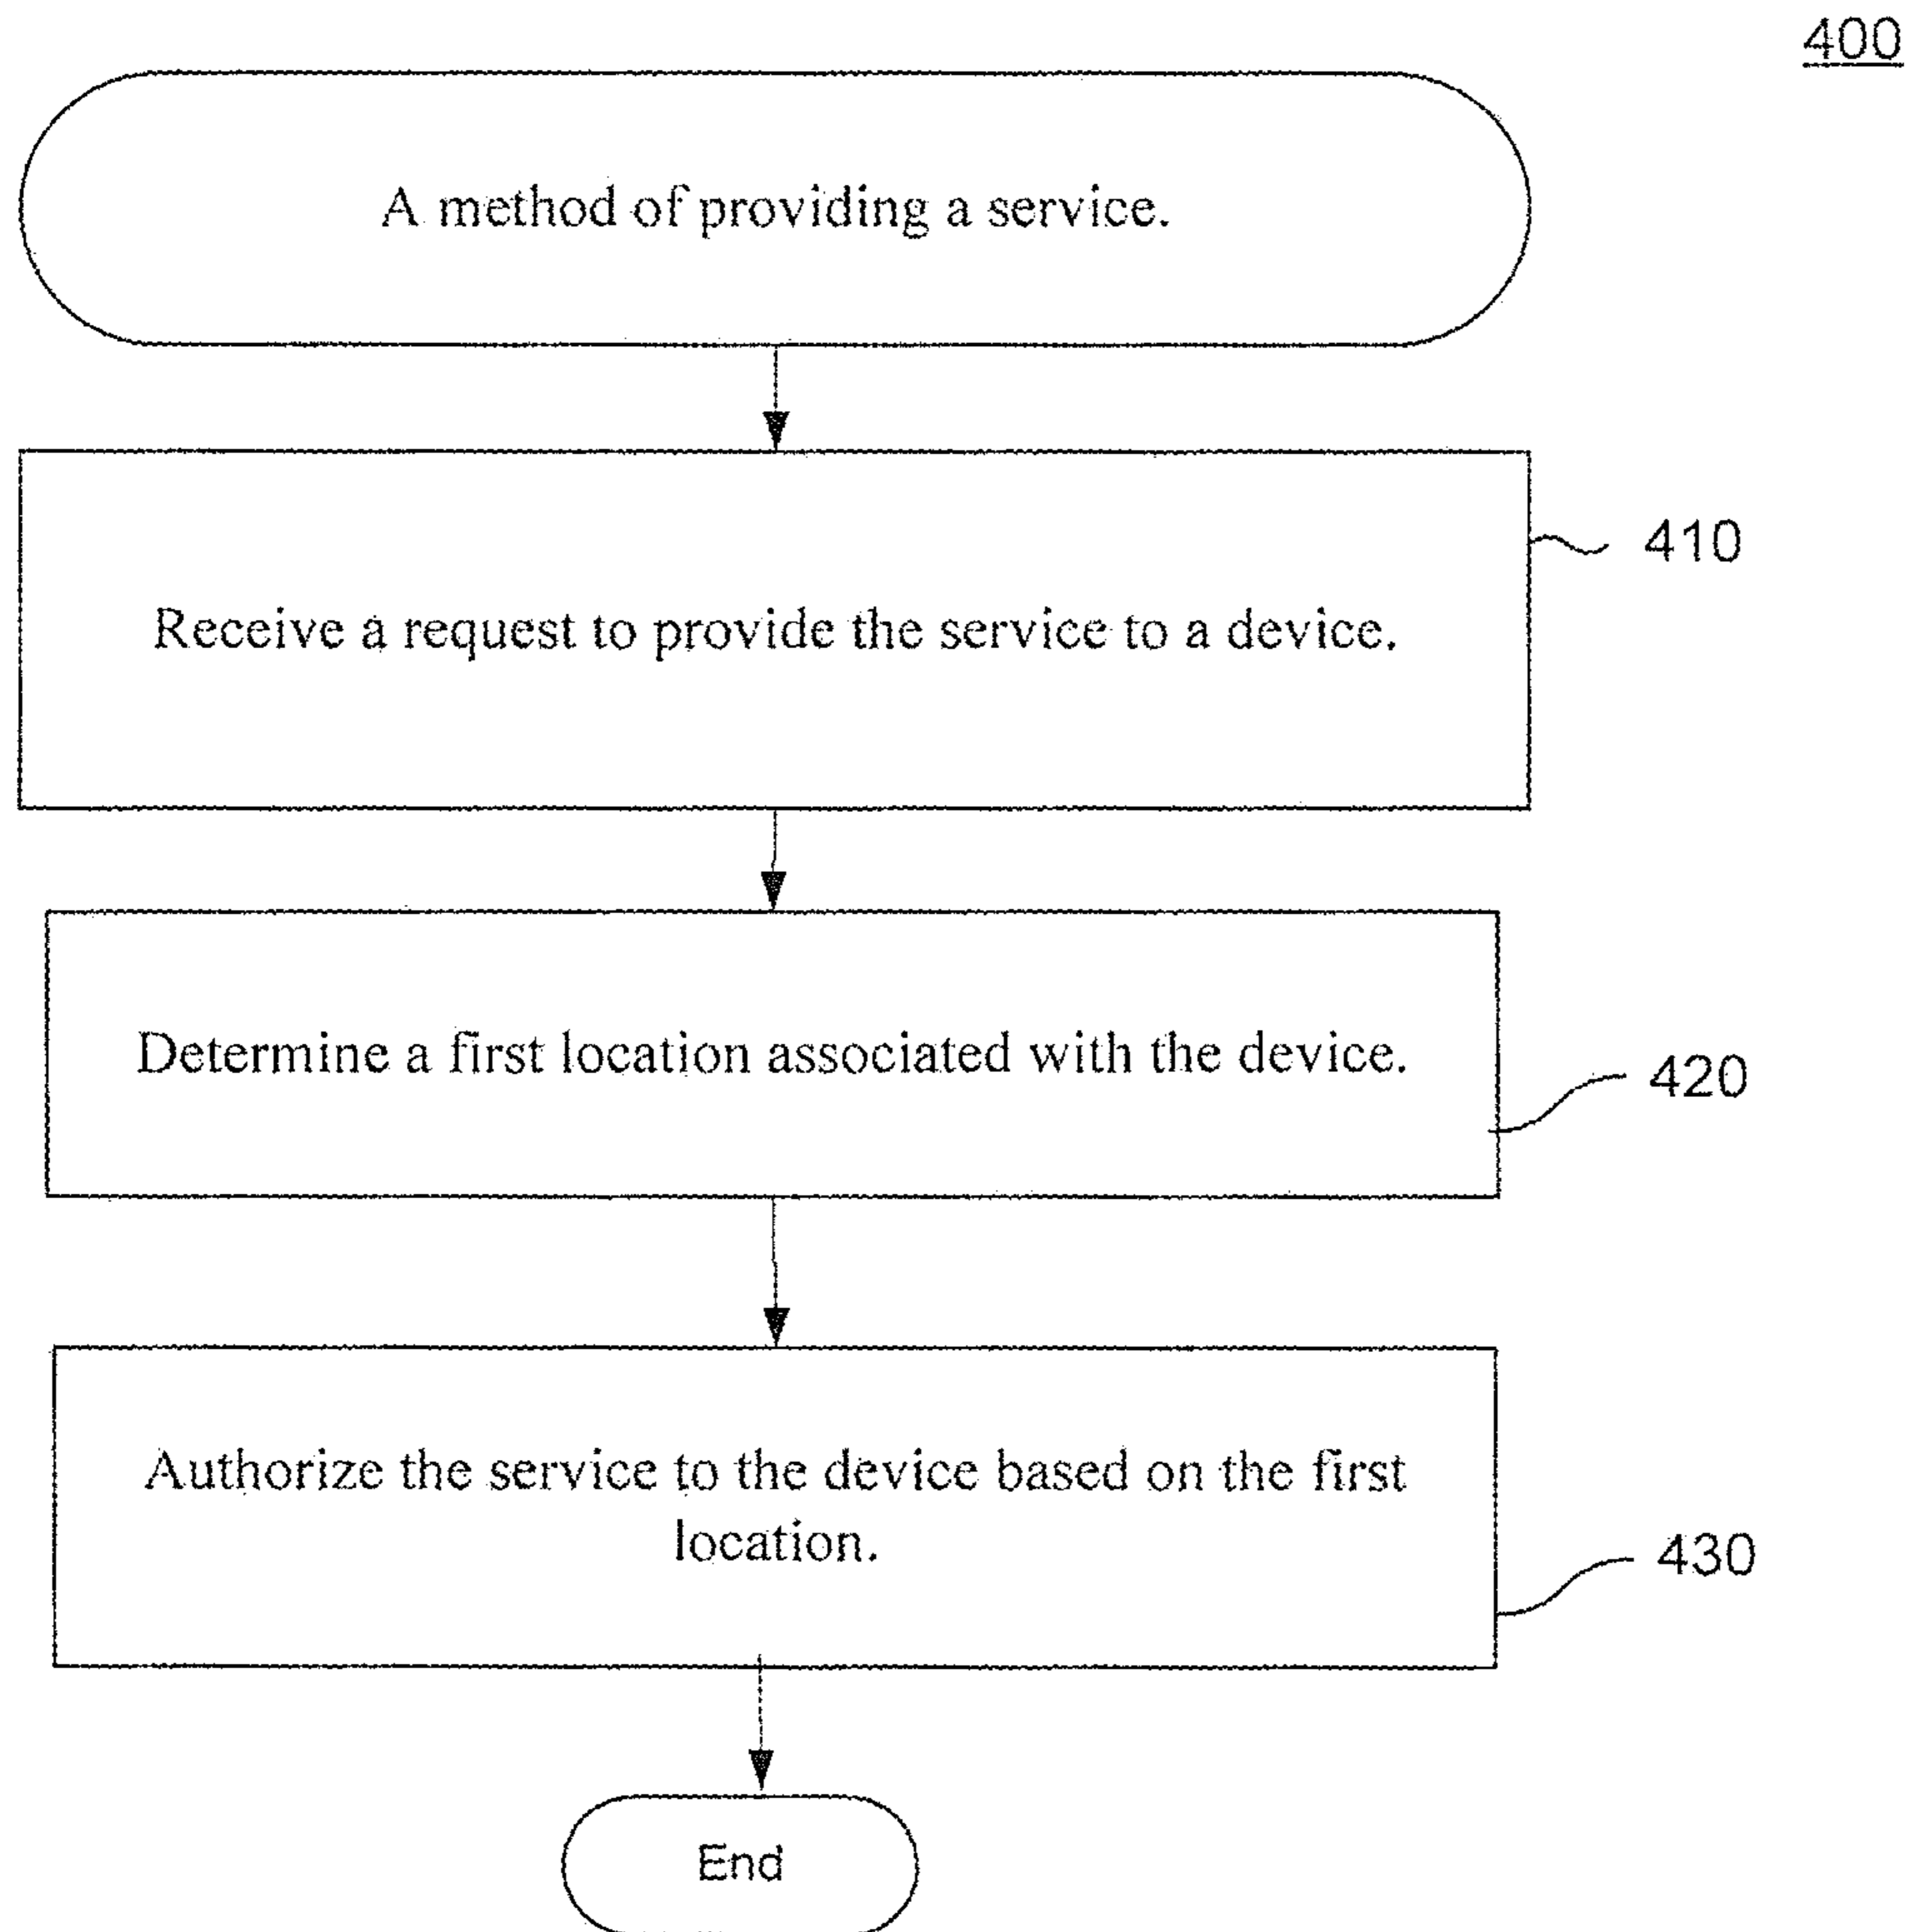 400
A method of providing a service.
410
Receive a request to provide the service to a device.
Determine a first location associated with the device.
420
Authorize the service to the device based on the first
location.
430
End